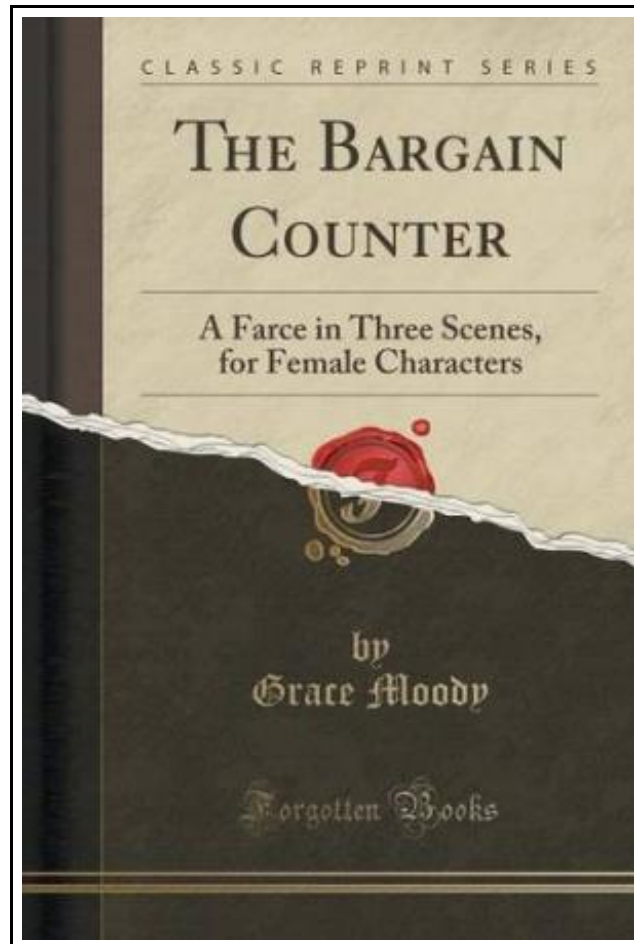 CLASSIC REPRINT SERIES
THE BARGAIN
COUNTER
A Farce in Three Scenes,
for Female Characters
by
Grace Moody
Forgotten Books